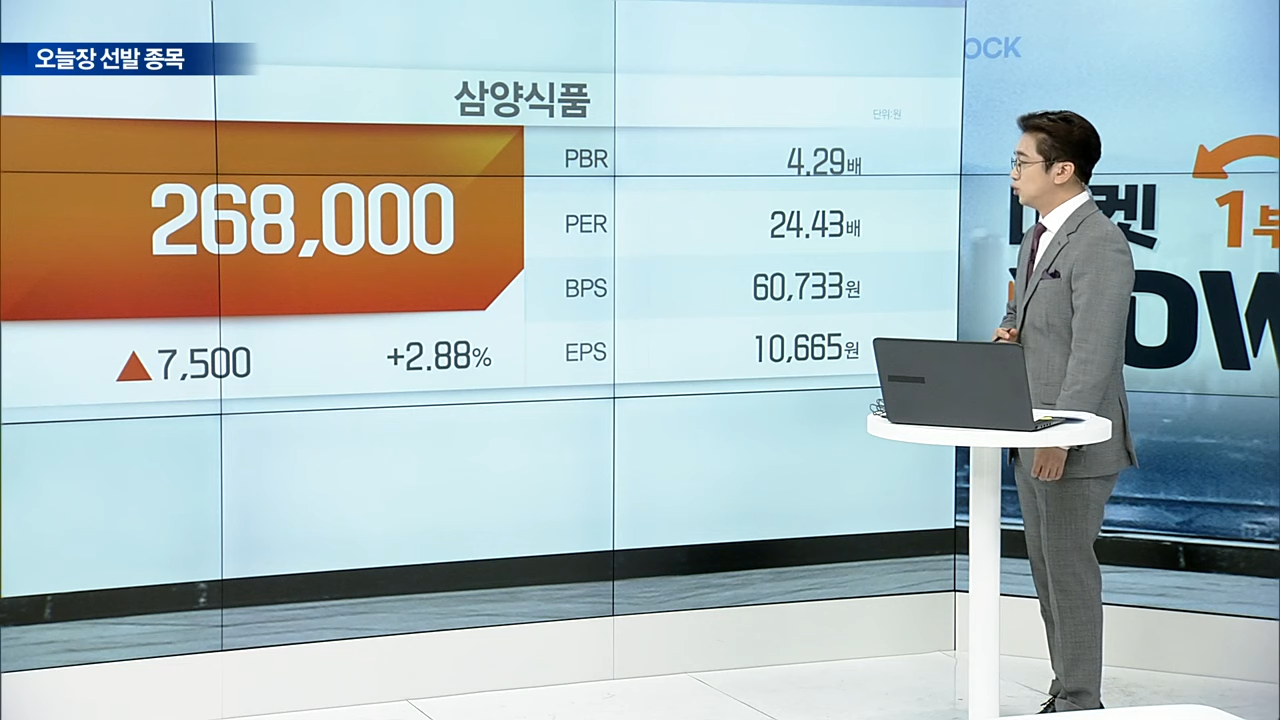 오늘장 선발 종목
삼양식품
단위:원
268,000
▲7,500 +2.88%
PBR 4.29배
PER 24.43배
BPS 60,733원
EPS 10,665원
OCK
켓
1부